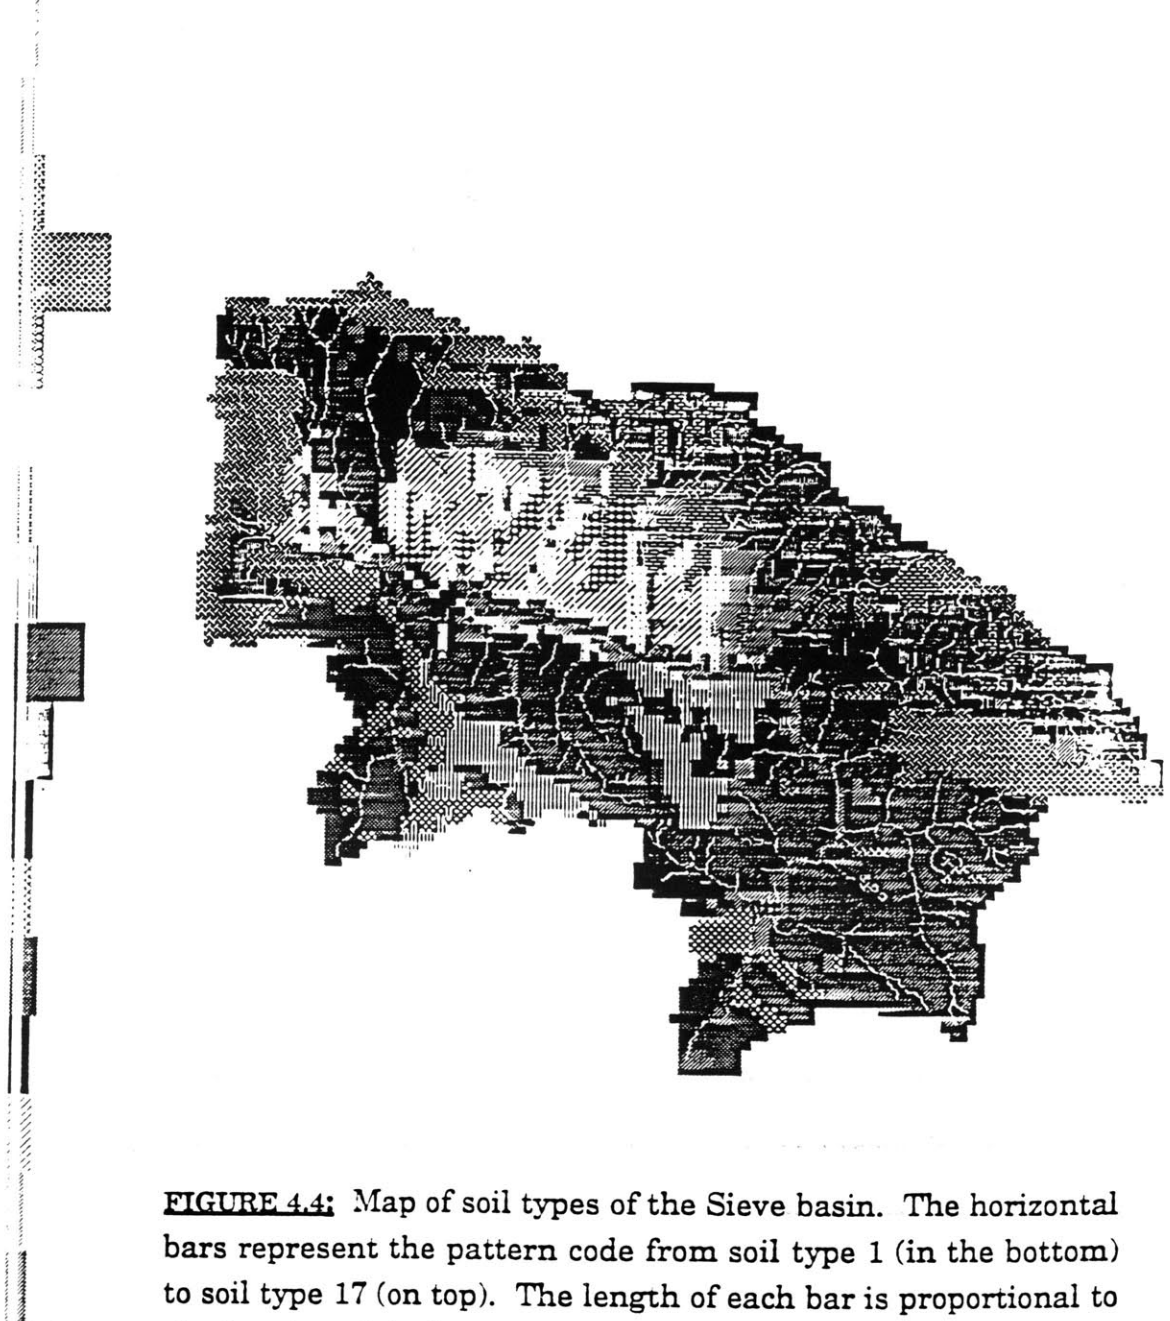 FIGURE 4.4: Map of soil types of the Sieve basin. The horizontal
bars represent the pattern code from soil type 1 (in the bottom)
to soil type 17 (on top). The length of each bar is proportional to